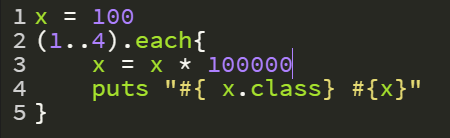 1 x = 100
2 (1..4).each{
3     x = x * 100000
4     puts "#{ x.class} #{x}"
5 }